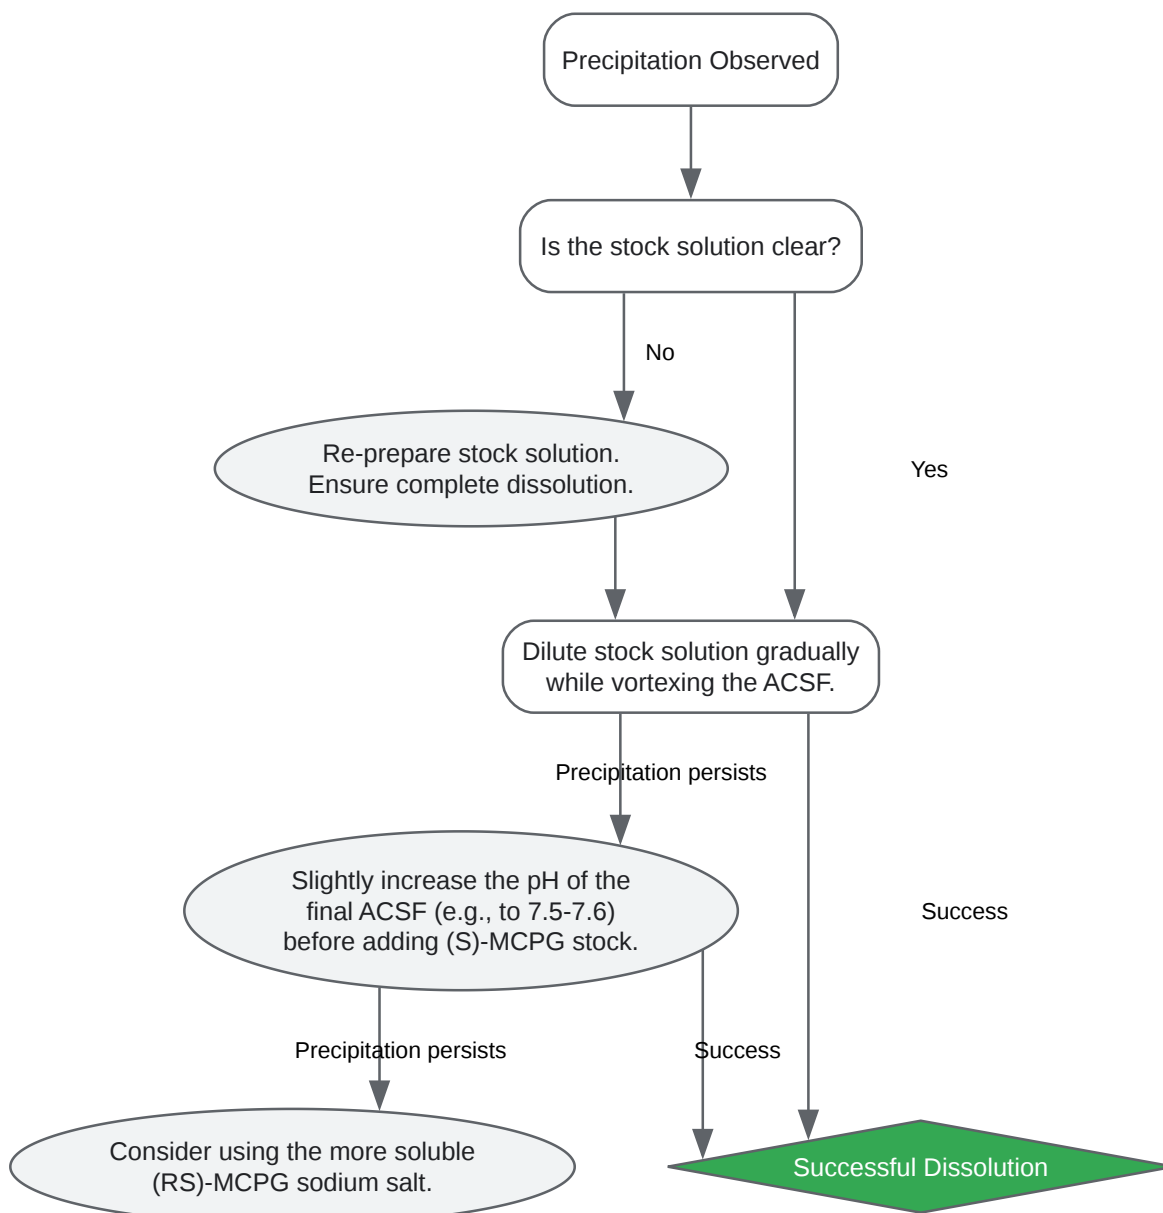 Precipitation Observed
Is the stock solution clear?
No
Re-prepare stock solution.
Ensure complete dissolution.
Yes
Dilute stock solution gradually
while vortexing the ACSF.
Precipitation persists
Slightly increase the pH of the
final ACSF (e.g., to 7.5-7.6)
before adding (S)-MCPG stock.
Success
Precipitation persists
Success
Consider using the more soluble
(RS)-MCPG sodium salt.
Successful Dissolution